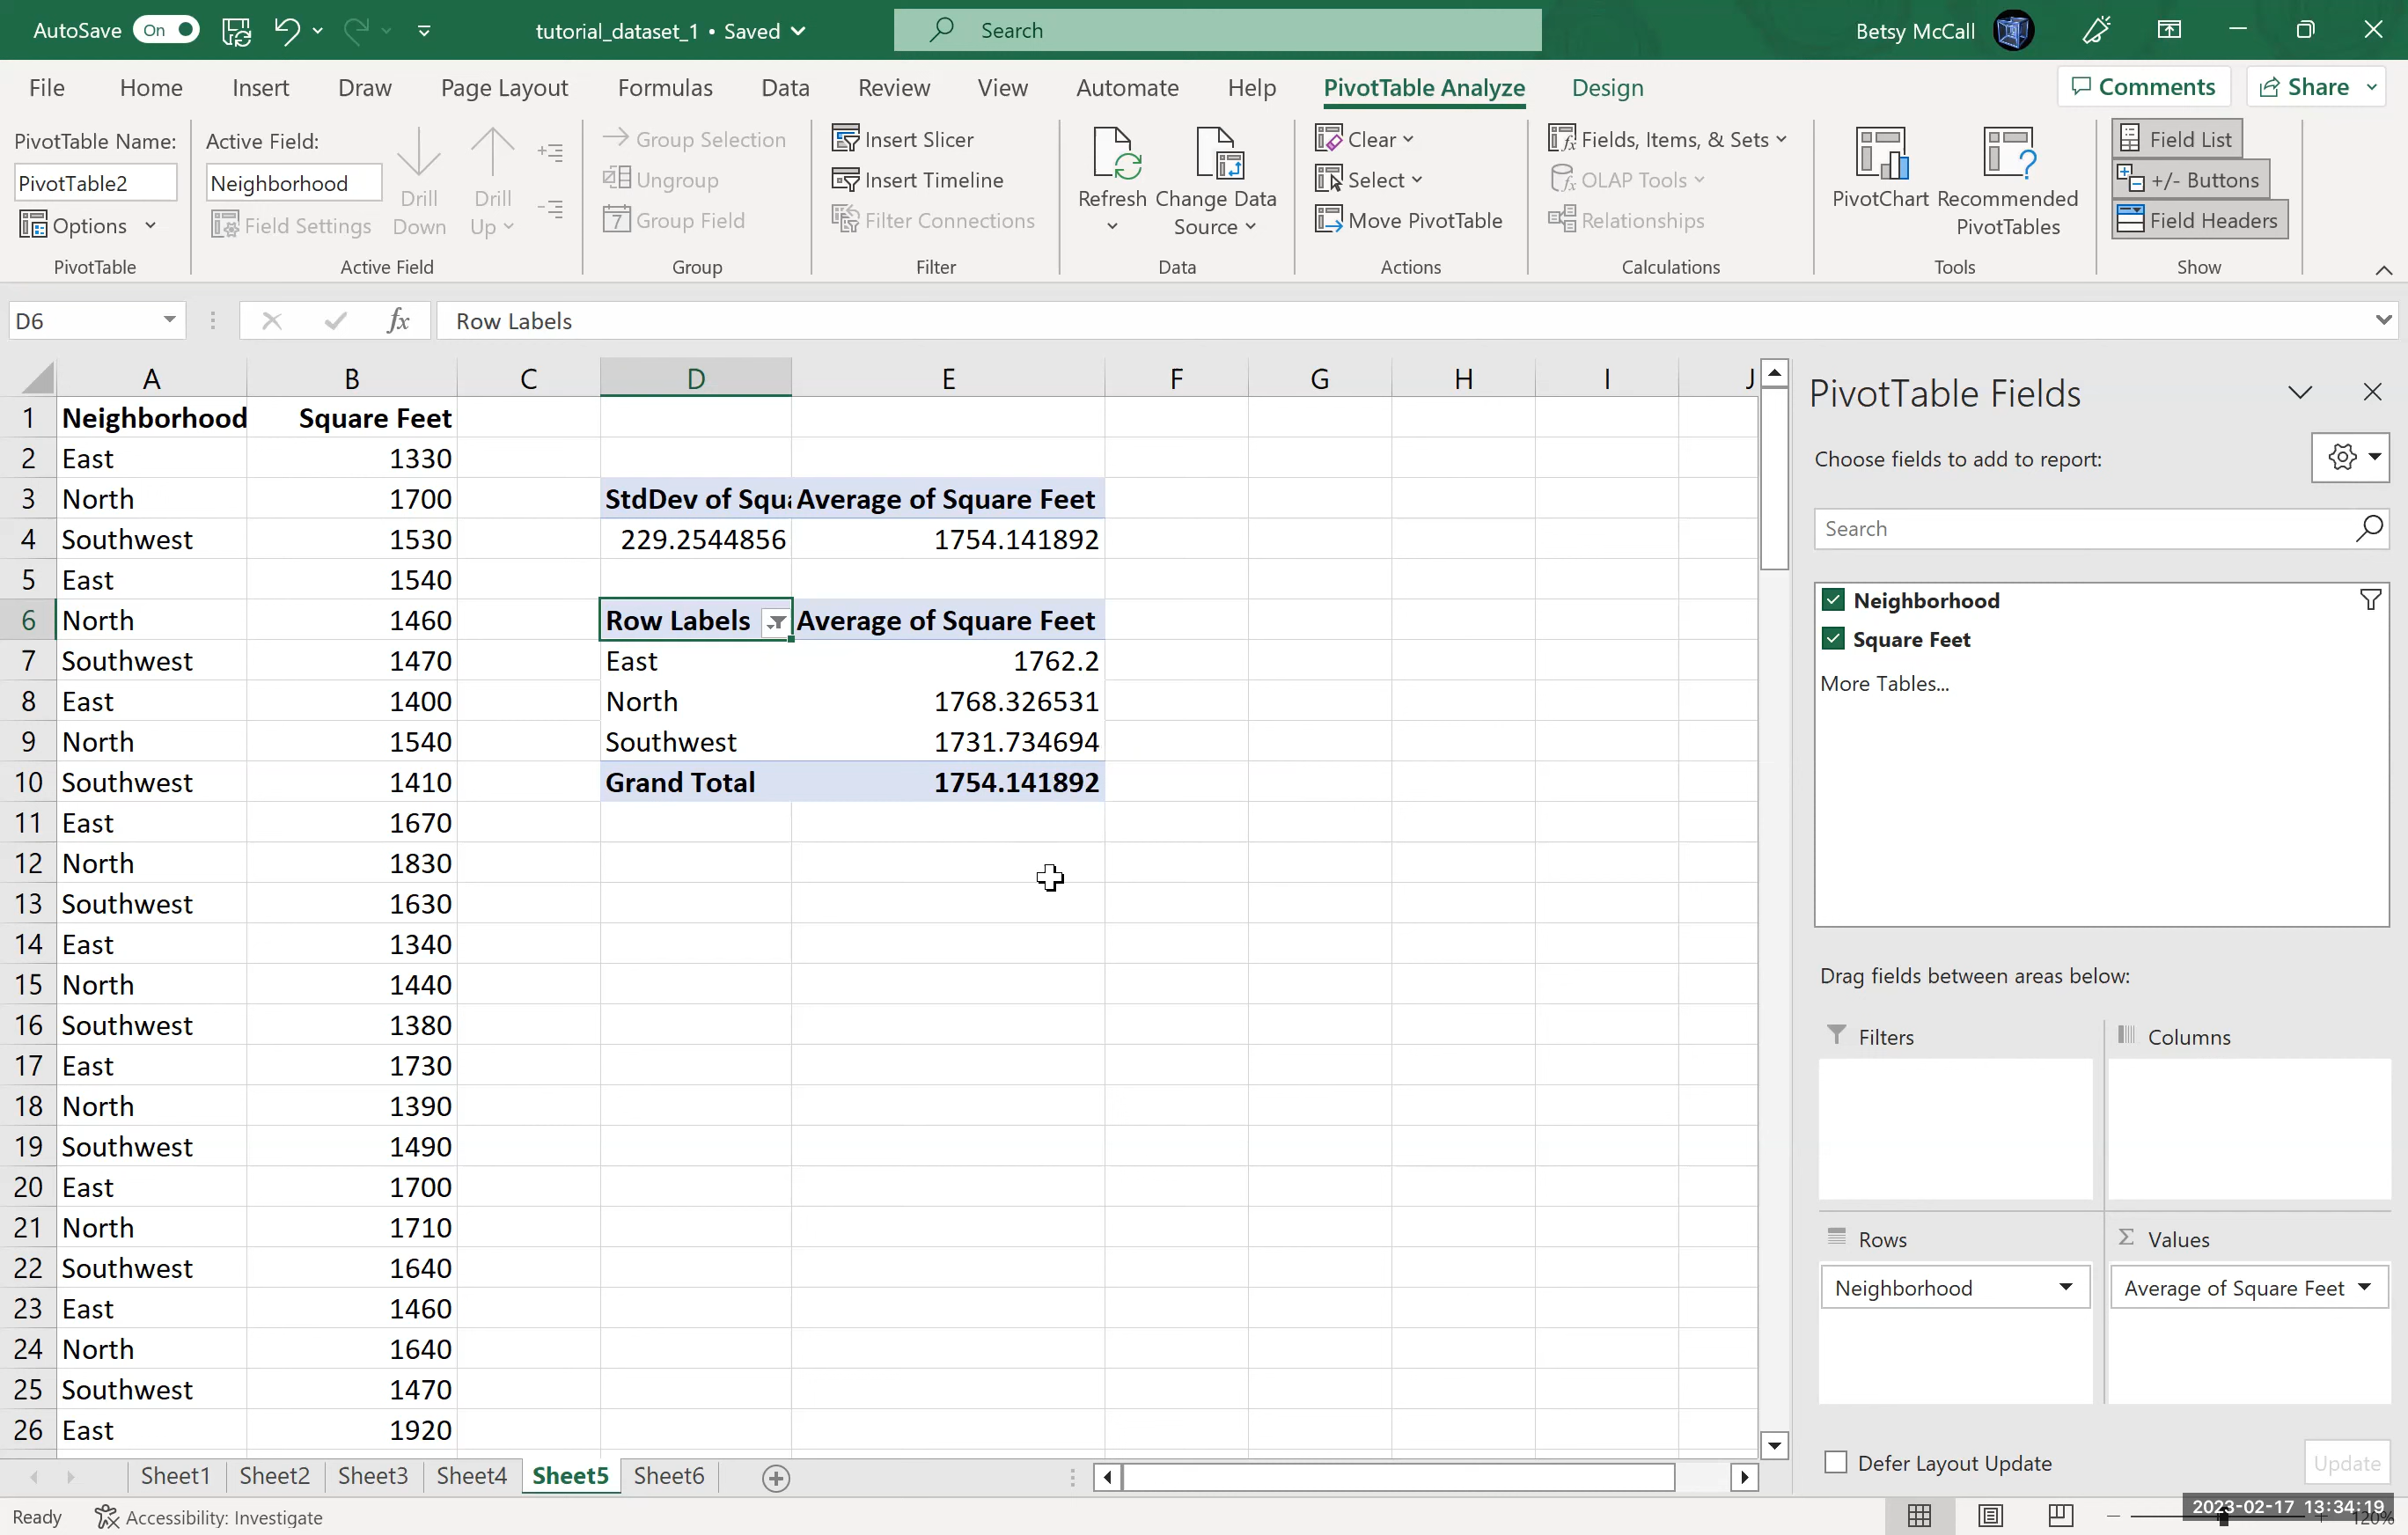 AutoSave On tutorial_dataset_1 • Saved Search Betsy McCall
File Home Insert Draw Page Layout Formulas Data Review View Automate Help PivotTable Analyze Design Comments Share
PivotTable Name: Active Field:
PivotTable2 Neighborhood
Options Field Settings
Drill Down
Drill Up
PivotTable Active Field
Group Selection
Ungroup
7 Group Field
Group
Insert Slicer
Insert Timeline
Filter Connections
Filter
Refresh
Change Data Source
Data
Clear
Select
Move PivotTable
Actions
Fields, Items, & Sets
OLAP Tools
Relationships
Calculations
PivotChart
Recommended PivotTables
Tools
Field List
+/- Buttons
Field Headers
Show
D6 fx Row Labels
A B C D E F G H I J
1 Neighborhood Square Feet
2 East 1330
3 North 1700 StdDev of Squa Average of Square Feet
4 Southwest 1530 229.2544856 1754.141892
5 East 1540
6 North 1460 Row Labels Average of Square Feet
7 Southwest 1470 East 1762.2
8 East 1400 North 1768.326531
9 North 1540 Southwest 1731.734694
10 Southwest 1410 Grand Total 1754.141892
11 East 1670
12 North 1830
13 Southwest 1630
14 East 1340
15 North 1440
16 Southwest 1380
17 East 1730
18 North 1390
19 Southwest 1490
20 East 1700
21 North 1710
22 Southwest 1640
23 East 1460
24 North 1640
25 Southwest 1470
26 East 1920
PivotTable Fields
Choose fields to add to report:
Search
Neighborhood
Square Feet
More Tables...
Drag fields between areas below:
Filters Columns
Rows Σ Values
Neighborhood Average of Square Feet
Defer Layout Update Update
Sheet1 Sheet2 Sheet3 Sheet4 Sheet5 Sheet6
Ready Accessibility: Investigate
2023-02-17 13:34:19
120%